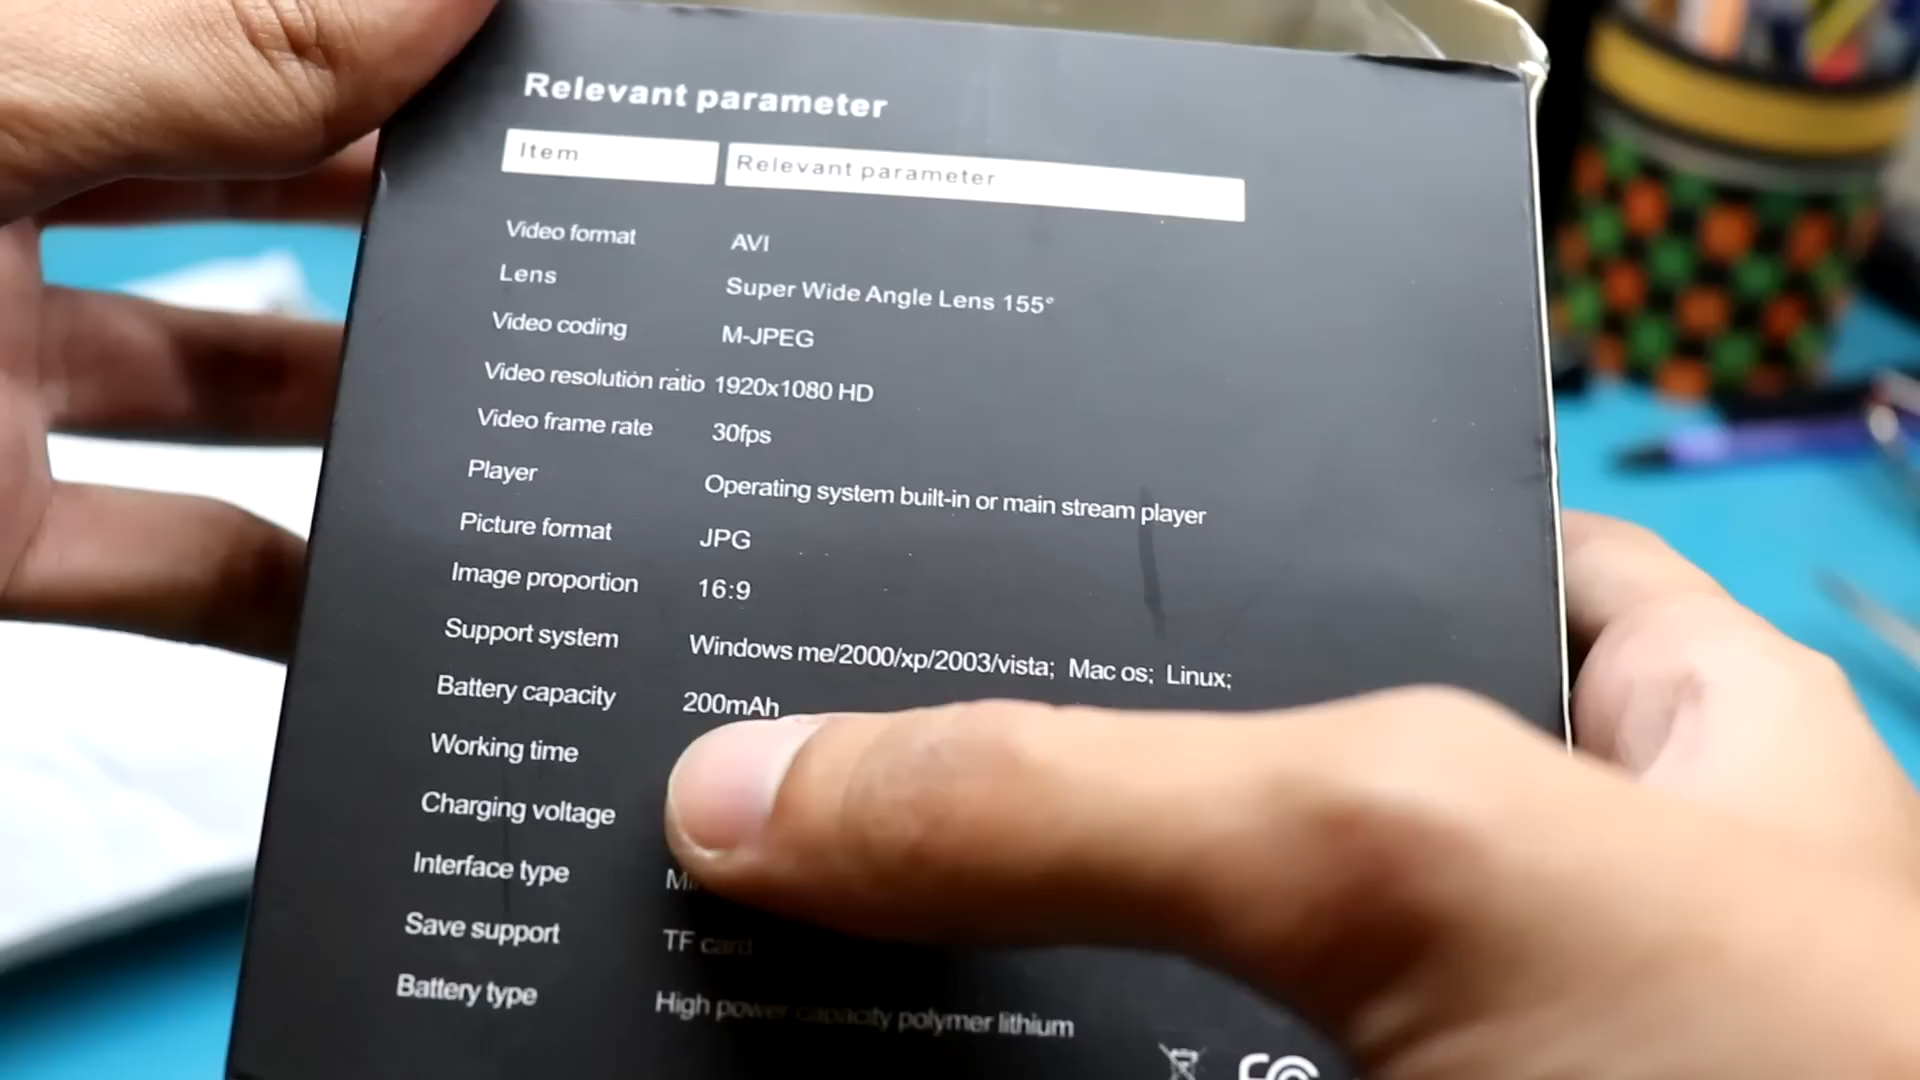 Relevant parameter
Item Relevant parameter
Video format AVI
Lens Super Wide Angle Lens 155°
Video coding M-JPEG
Video resolution ratio 1920x1080 HD
Video frame rate 30fps
Player Operating system built-in or main stream player
Picture format JPG
Image proportion 16:9
Support system Windows me/2000/xp/2003/vista; Mac os; Linux;
Battery capacity 200mAh
Working time
Charging voltage
Interface type
Save support TF card
Battery type High power capacity polymer lithium